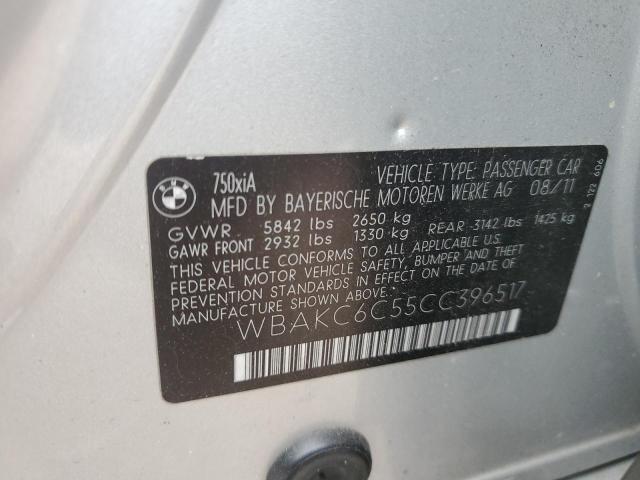 BMW
750xiA VEHICLE TYPE: PASSENGER CAR
MFD BY BAYERISCHE MOTOREN WERKE AG 08/11
GVWR 5842 lbs 2650 kg
GAWR FRONT 2932 lbs 1330 kg REAR 3142 lbs 1425 kg
THIS VEHICLE CONFORMS TO ALL APPLICABLE U.S.
FEDERAL MOTOR VEHICLE SAFETY, BUMPER AND THEFT
PREVENTION STANDARDS IN EFFECT ON THE DATE OF
MANUFACTURE SHOWN ABOVE.
WBAKC6C55CC396517
606